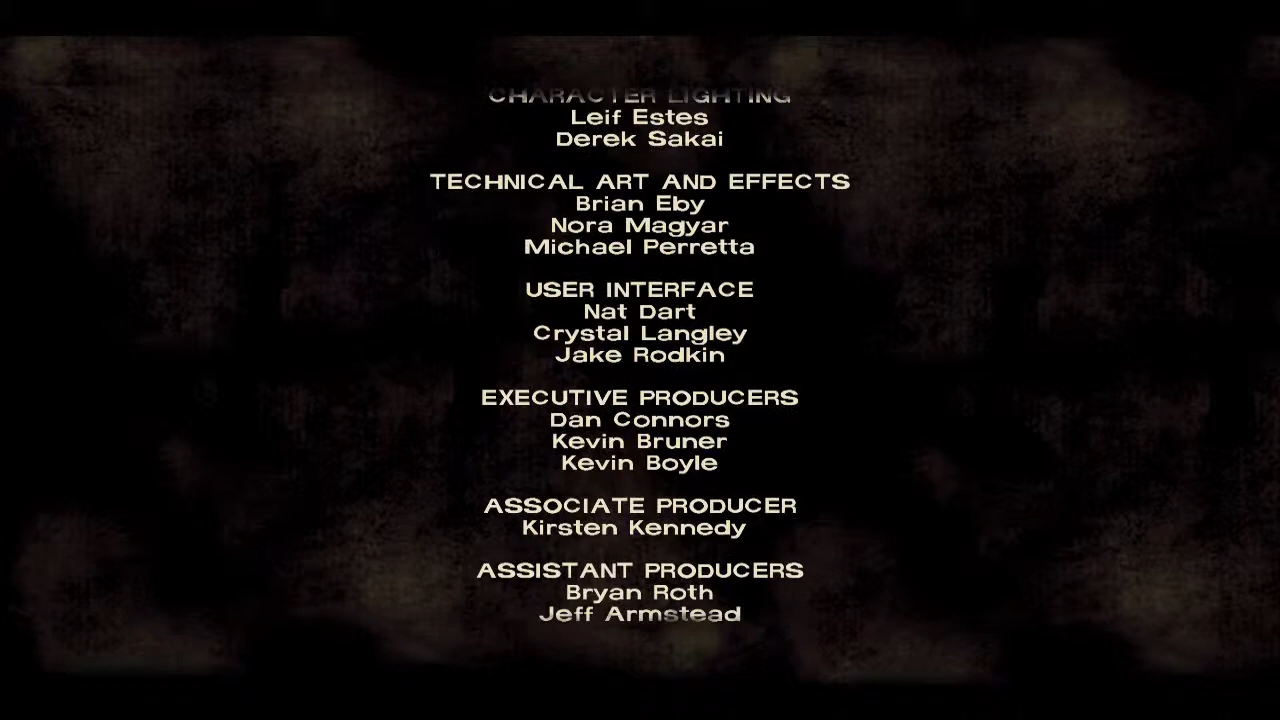 CHARACTER LIGHTING
Leif Estes
Derek Sakai
TECHNICAL ART AND EFFECTS
Brian Eby
Nora Magyar
Michael Perretta
USER INTERFACE
Nat Dart
Crystal Langley
Jake Rodkin
EXECUTIVE PRODUCERS
Dan Connors
Kevin Bruner
Kevin Boyle
ASSOCIATE PRODUCER
Kirsten Kennedy
ASSISTANT PRODUCERS
Bryan Roth
Jeff Armstead